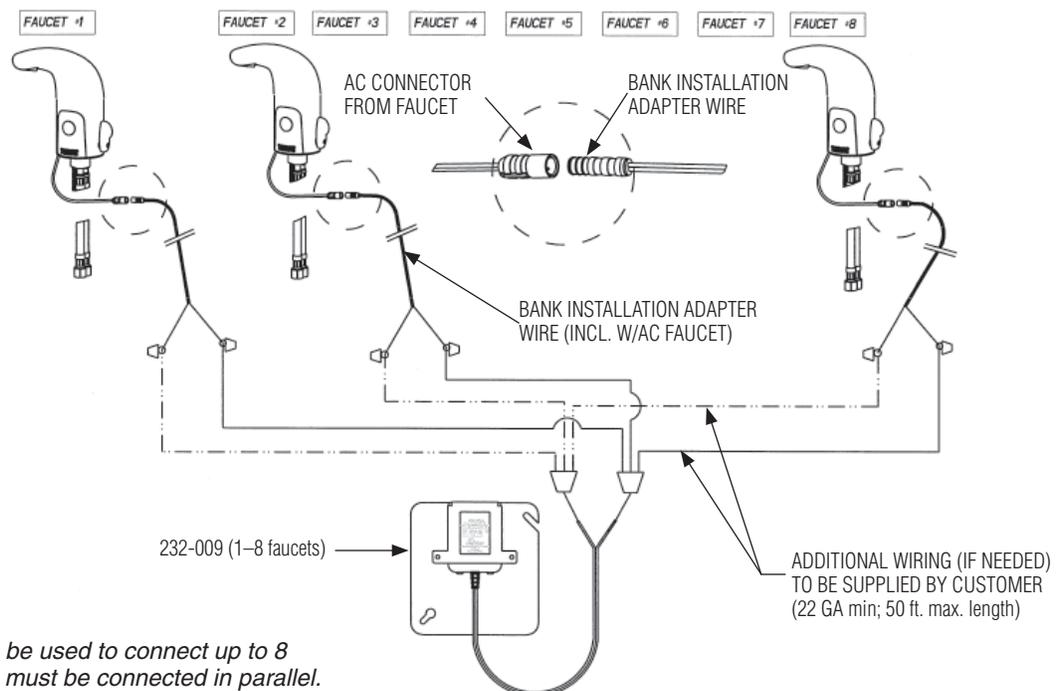 FAUCET #1
FAUCET #2
FAUCET #3
FAUCET #4
FAUCET #5
FAUCET #6
FAUCET #7
FAUCET #8
AC CONNECTOR
FROM FAUCET
BANK INSTALLATION
ADAPTER WIRE
BANK INSTALLATION ADAPTER
WIRE (INCL. W/AC FAUCET)
232-009 (1–8 faucets)
ADDITIONAL WIRING (IF NEEDED)
TO BE SUPPLIED BY CUSTOMER
(22 GA min; 50 ft. max. length)
be used to connect up to 8
must be connected in parallel.